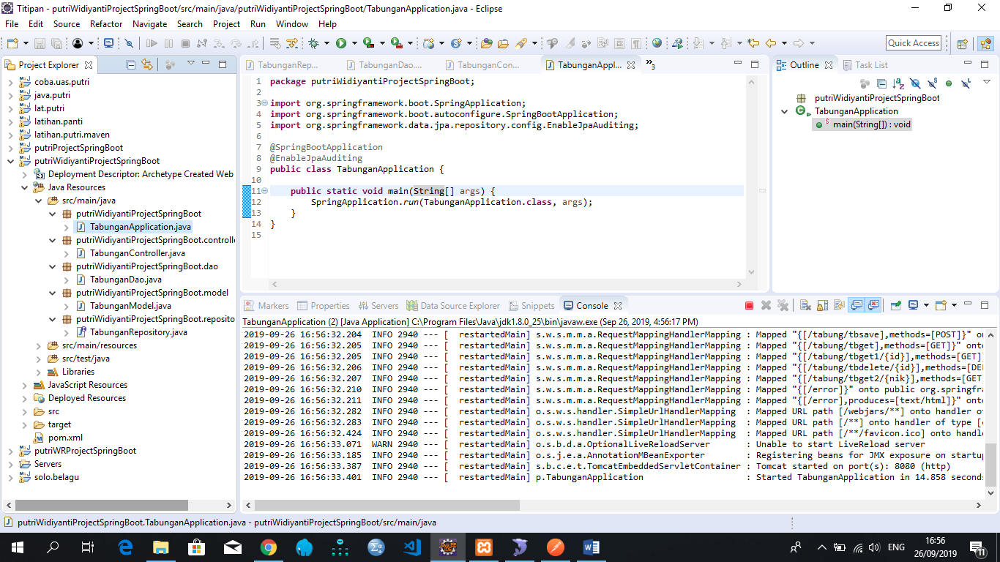 Titipan - putriWidiyantiProjectSpringBoot/src/main/java/putriWidiyantiProjectSpringBoot/TabunganApplication.java - Eclipse
File Edit Source Refactor Navigate Search Project Run Window Help
Quick Access
Project Explorer
coba.uas.putri
java.putri
lat.putri
latihan.panti
latihan.putri.maven
putriProjectSpringBoot
putriWidiyantiProjectSpringBoot
Deployment Descriptor: Archetype Created Web
Java Resources
src/main/java
putriWidiyantiProjectSpringBoot
TabunganApplication.java
putriWidiyantiProjectSpringBoot.controlle
TabunganController.java
putriWidiyantiProjectSpringBoot.dao
TabunganDao.java
putriWidiyantiProjectSpringBoot.model
TabunganModel.java
putriWidiyantiProjectSpringBoot.reposito
TabunganRepository.java
src/main/resources
src/test/java
Libraries
JavaScript Resources
Deployed Resources
src
target
pom.xml
putriWRProjectSpringBoot
Servers
solo.belagu
TabunganRep... TabunganDao.... TabunganCon... TabunganAppl... »3
1 package putriWidiyantiProjectSpringBoot;
2
3 import org.springframework.boot.SpringApplication;
4 import org.springframework.boot.autoconfigure.SpringBootApplication;
5 import org.springframework.data.jpa.repository.config.EnableJpaAuditing;
6
7 @SpringBootApplication
8 @EnableJpaAuditing
9 public class TabunganApplication {
10
11 public static void main(String[] args) {
12 SpringApplication.run(TabunganApplication.class, args);
13 }
14 }
15
Outline Task List
putriWidiyantiProjectSpringBoot
TabunganApplication
main(String[]) : void
Markers Properties Servers Data Source Explorer Snippets Console
TabunganApplication (2) [Java Application] C:\Program Files\Java\jdk1.8.0_25\bin\javaw.exe (Sep 26, 2019, 4:56:17 PM)
2019-09-26 16:56:32.204 INFO 2940 --- [ restartedMain] s.w.s.m.m.a.RequestMappingHandlerMapping : Mapped "{[/tabung/tbsave],methods=[POST]}" on
2019-09-26 16:56:32.205 INFO 2940 --- [ restartedMain] s.w.s.m.m.a.RequestMappingHandlerMapping : Mapped "{[/tabung/tbget],methods=[GET]}" onto
2019-09-26 16:56:32.205 INFO 2940 --- [ restartedMain] s.w.s.m.m.a.RequestMappingHandlerMapping : Mapped "{[/tabung/tbget1/{id}],methods=[GET]
2019-09-26 16:56:32.206 INFO 2940 --- [ restartedMain] s.w.s.m.m.a.RequestMappingHandlerMapping : Mapped "{[/tabung/tbdelete/{id}],methods=[DE
2019-09-26 16:56:32.207 INFO 2940 --- [ restartedMain] s.w.s.m.m.a.RequestMappingHandlerMapping : Mapped "{[/tabung/tbget2/{nik}],methods=[GET
2019-09-26 16:56:32.210 INFO 2940 --- [ restartedMain] s.w.s.m.m.a.RequestMappingHandlerMapping : Mapped "{[/error]}" onto public org.springfra
2019-09-26 16:56:32.211 INFO 2940 --- [ restartedMain] s.w.s.m.m.a.RequestMappingHandlerMapping : Mapped "{[/error],produces=[text/html]}" onto
2019-09-26 16:56:32.282 INFO 2940 --- [ restartedMain] o.s.w.s.handler.SimpleUrlHandlerMapping : Mapped URL path [/webjars/**] onto handler of
2019-09-26 16:56:32.283 INFO 2940 --- [ restartedMain] o.s.w.s.handler.SimpleUrlHandlerMapping : Mapped URL path [/**] onto handler of type [c
2019-09-26 16:56:32.424 INFO 2940 --- [ restartedMain] o.s.w.s.handler.SimpleUrlHandlerMapping : Mapped URL path [/**/favicon.ico] onto handle
2019-09-26 16:56:33.071 WARN 2940 --- [ restartedMain] o.s.b.d.a.OptionalLiveReloadServer : Unable to start LiveReload server
2019-09-26 16:56:33.185 INFO 2940 --- [ restartedMain] o.s.j.e.a.AnnotationMBeanExporter : Registering beans for JMX exposure on startup
2019-09-26 16:56:33.387 INFO 2940 --- [ restartedMain] s.b.c.e.t.TomcatEmbeddedServletContainer : Tomcat started on port(s): 8080 (http)
2019-09-26 16:56:33.401 INFO 2940 --- [ restartedMain] p.TabunganApplication : Started TabunganApplication in 14.858 second
putriWidiyantiProjectSpringBoot.TabunganApplication.java - putriWidiyantiProjectSpringBoot/src/main/java
ENG
16:56
26/09/2019
11